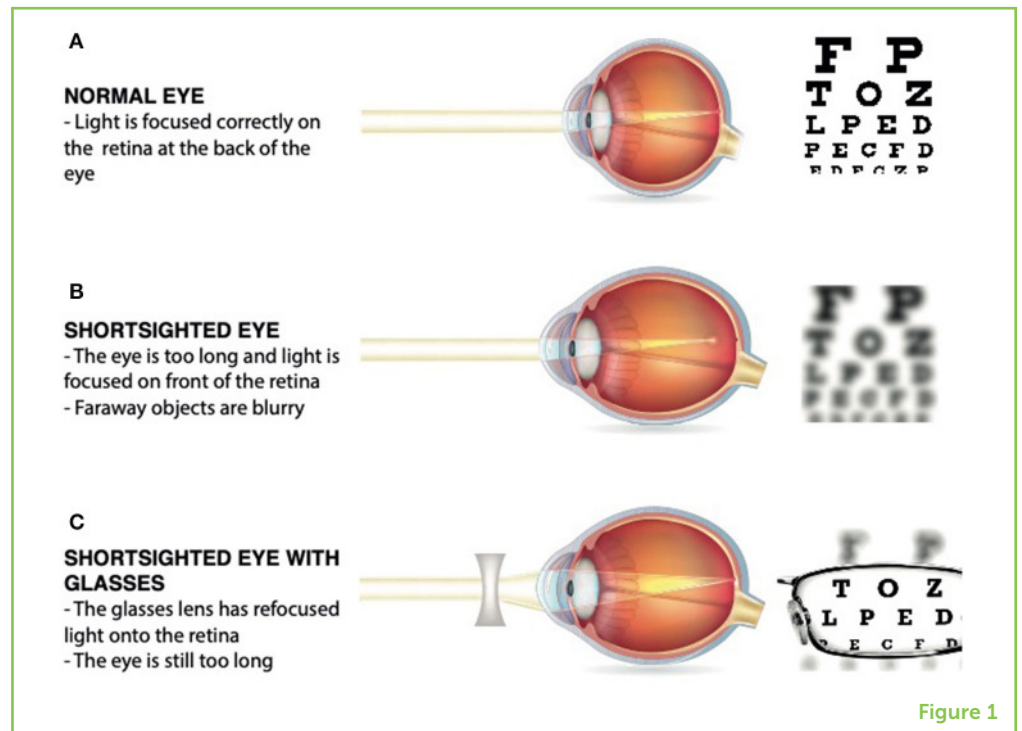 A
NORMAL EYE
- Light is focused correctly on
the retina at the back of the
eye
F P
T O Z
L P E D
P E C F D
B
SHORTSIGHTED EYE
- The eye is too long and light is
focused on front of the retina
- Faraway objects are blurry
F P
T O Z
L P E D
P E C F D
C
SHORTSIGHTED EYE WITH
GLASSES
- The glasses lens has refocused
light onto the retina
- The eye is still too long
F P
T O Z
L P E D
E C F D
Figure 1